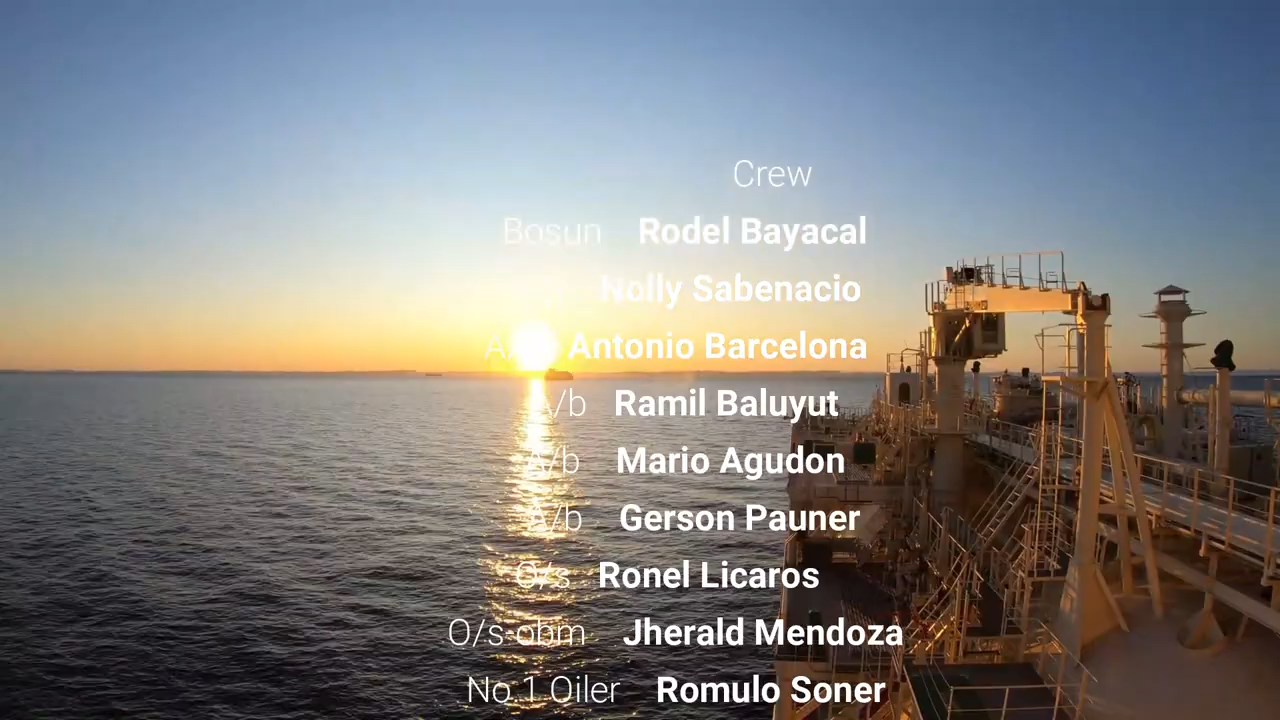 Crew
Bosun Rodel Bayacal
Nolly Sabenacio
Antonio Barcelona
A/b Ramil Baluyut
A/b Mario Agudon
A/b Gerson Pauner
O/s Ronel Licaros
O/s-obm Jherald Mendoza
No.1 Oiler Romulo Soner